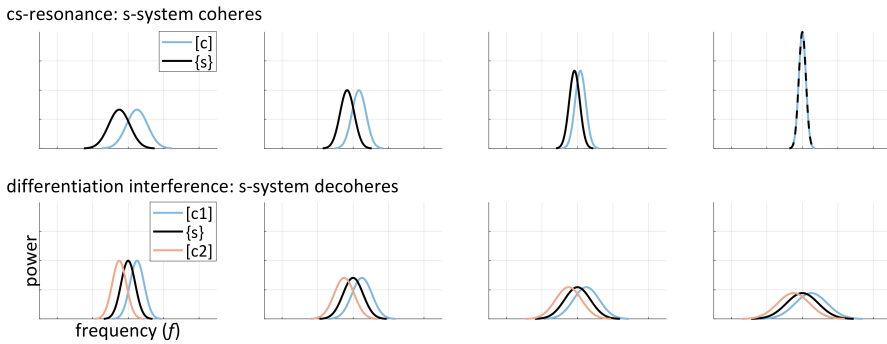 cs-resonance: s-system coheres
[c]
{s}
differentiation interference: s-system decoheres
[c1]
{s}
[c2]
power
frequency (f)